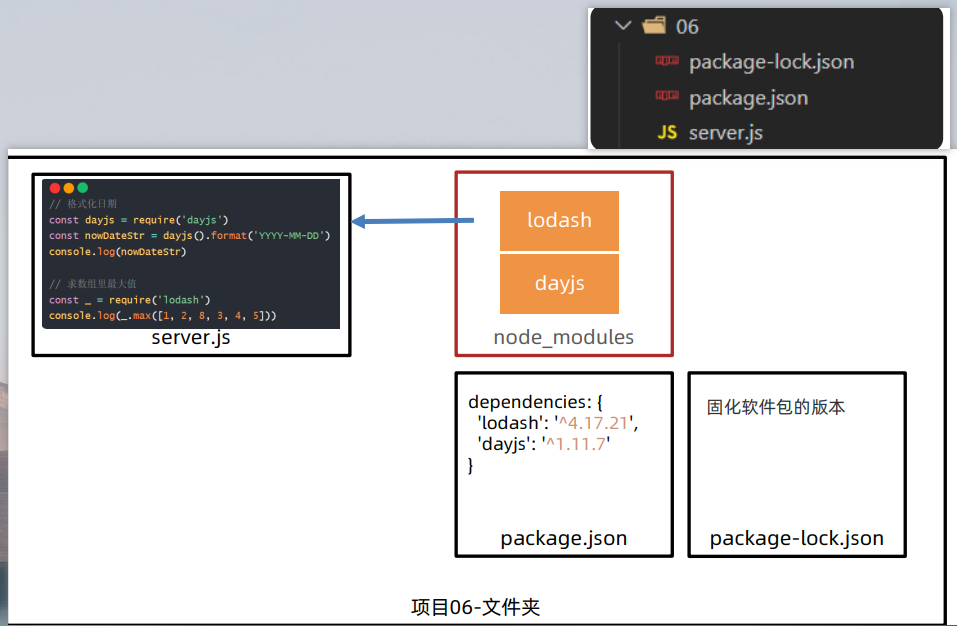 06
package-lock.json
package.json
JS server.js
// 格式化日期
const dayjs = require('dayjs')
const nowDateStr = dayjs().format('YYYY-MM-DD')
console.log(nowDateStr)
// 求数组里最大值
const _ = require('lodash')
console.log(_.max([1, 2, 8, 3, 4, 5]))
server.js
lodash
dayjs
node_modules
dependencies: {
'lodash': '^4.17.21',
'dayjs': '^1.11.7'
}
package.json
固化软件包的版本
package-lock.json
项目06-文件夹